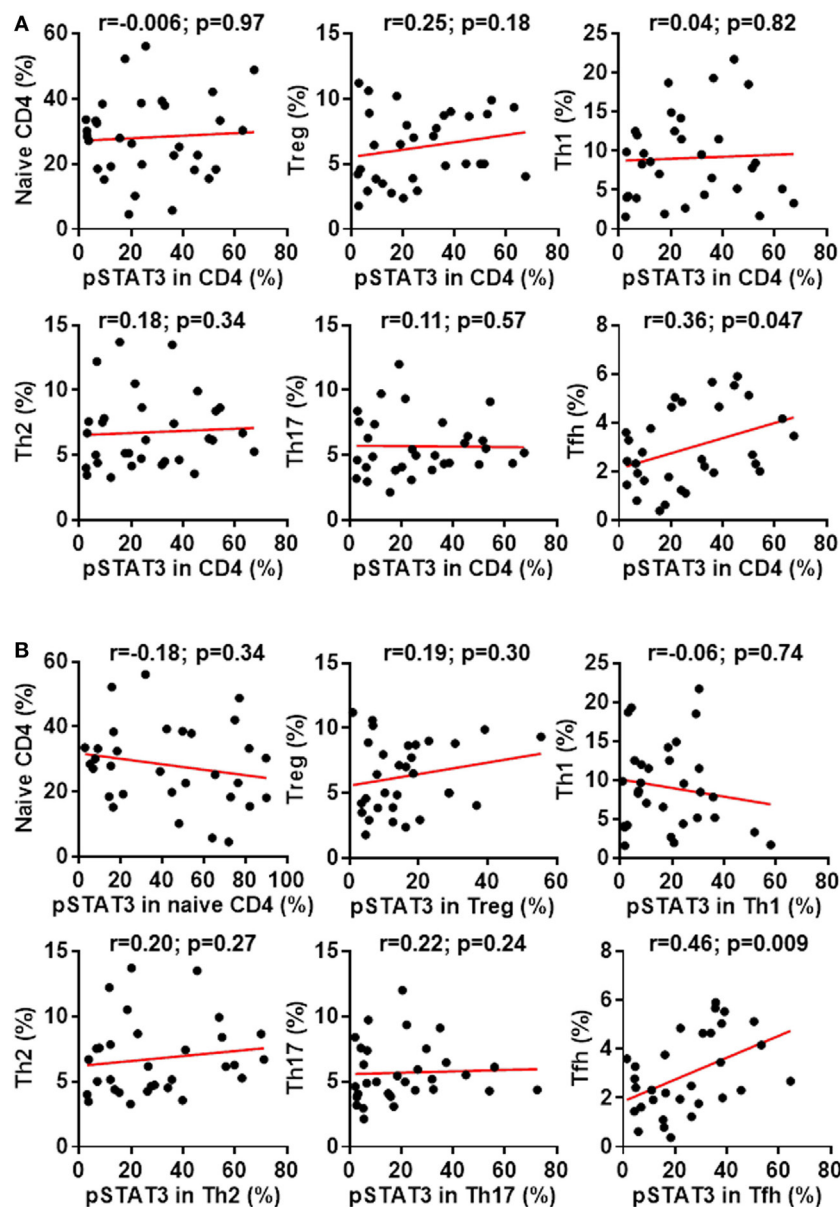 A
r=-0.006; p=0.97
r=0.25; p=0.18
r=0.04; p=0.82
Naive CD4 (%)
60
40
20
0
0 20 40 60 80
pSTAT3 in CD4 (%)
Treg (%)
15
10
5
0
0 20 40 60 80
pSTAT3 in CD4 (%)
Th1 (%)
25
20
15
10
5
0
0 20 40 60 80
pSTAT3 in CD4 (%)
r=0.18; p=0.34
r=0.11; p=0.57
r=0.36; p=0.047
Th2 (%)
15
10
5
0
0 20 40 60 80
pSTAT3 in CD4 (%)
Th17 (%)
15
10
5
0
0 20 40 60 80
pSTAT3 in CD4 (%)
Tfh (%)
8
6
4
2
0
0 20 40 60 80
pSTAT3 in CD4 (%)
B
r=-0.18; p=0.34
r=0.19; p=0.30
r=-0.06; p=0.74
Naive CD4 (%)
60
40
20
0
0 20 40 60 80 100
pSTAT3 in naive CD4 (%)
Treg (%)
15
10
5
0
0 20 40 60
pSTAT3 in Treg (%)
Th1 (%)
25
20
15
10
5
0
0 20 40 60 80
pSTAT3 in Th1 (%)
r=0.20; p=0.27
r=0.22; p=0.24
r=0.46; p=0.009
Th2 (%)
15
10
5
0
0 20 40 60 80
pSTAT3 in Th2 (%)
Th17 (%)
15
10
5
0
0 20 40 60 80
pSTAT3 in Th17 (%)
Tfh (%)
8
6
4
2
0
0 20 40 60 80
pSTAT3 in Tfh (%)